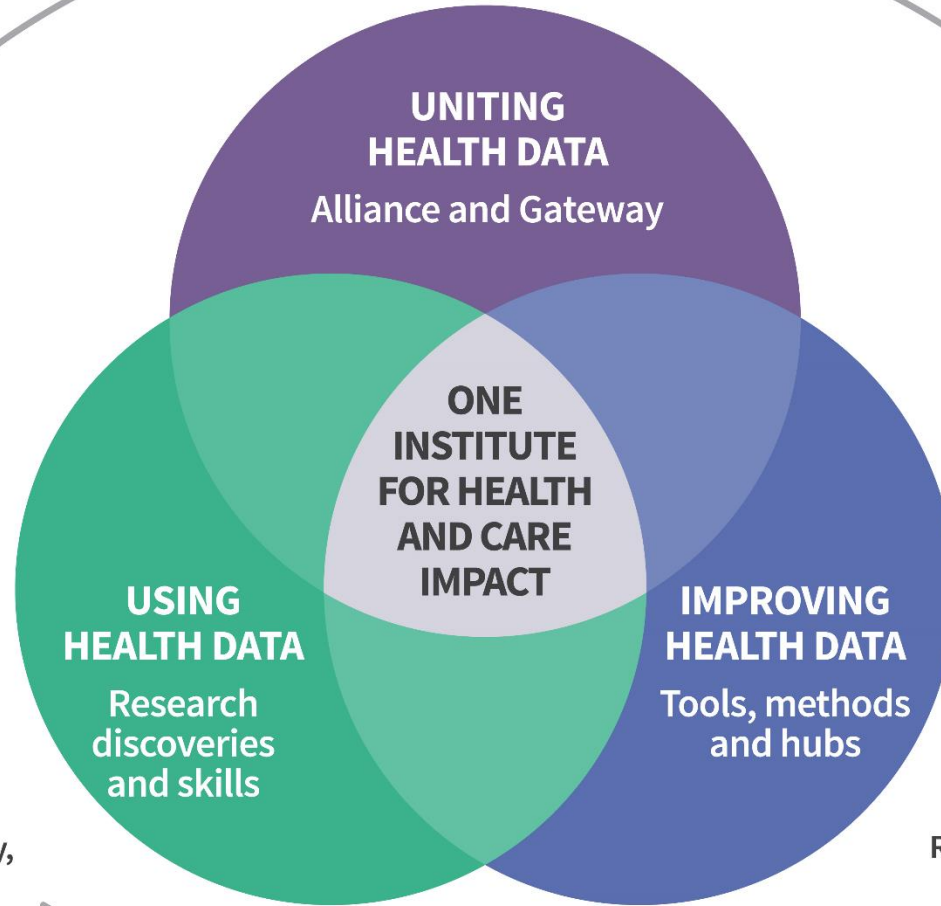 UNITING
HEALTH DATA
Alliance and Gateway
ONE
INSTITUTE
FOR HEALTH
AND CARE
IMPACT
USING
HEALTH DATA
Research
discoveries
and skills
IMPROVING
HEALTH DATA
Tools, methods
and hubs